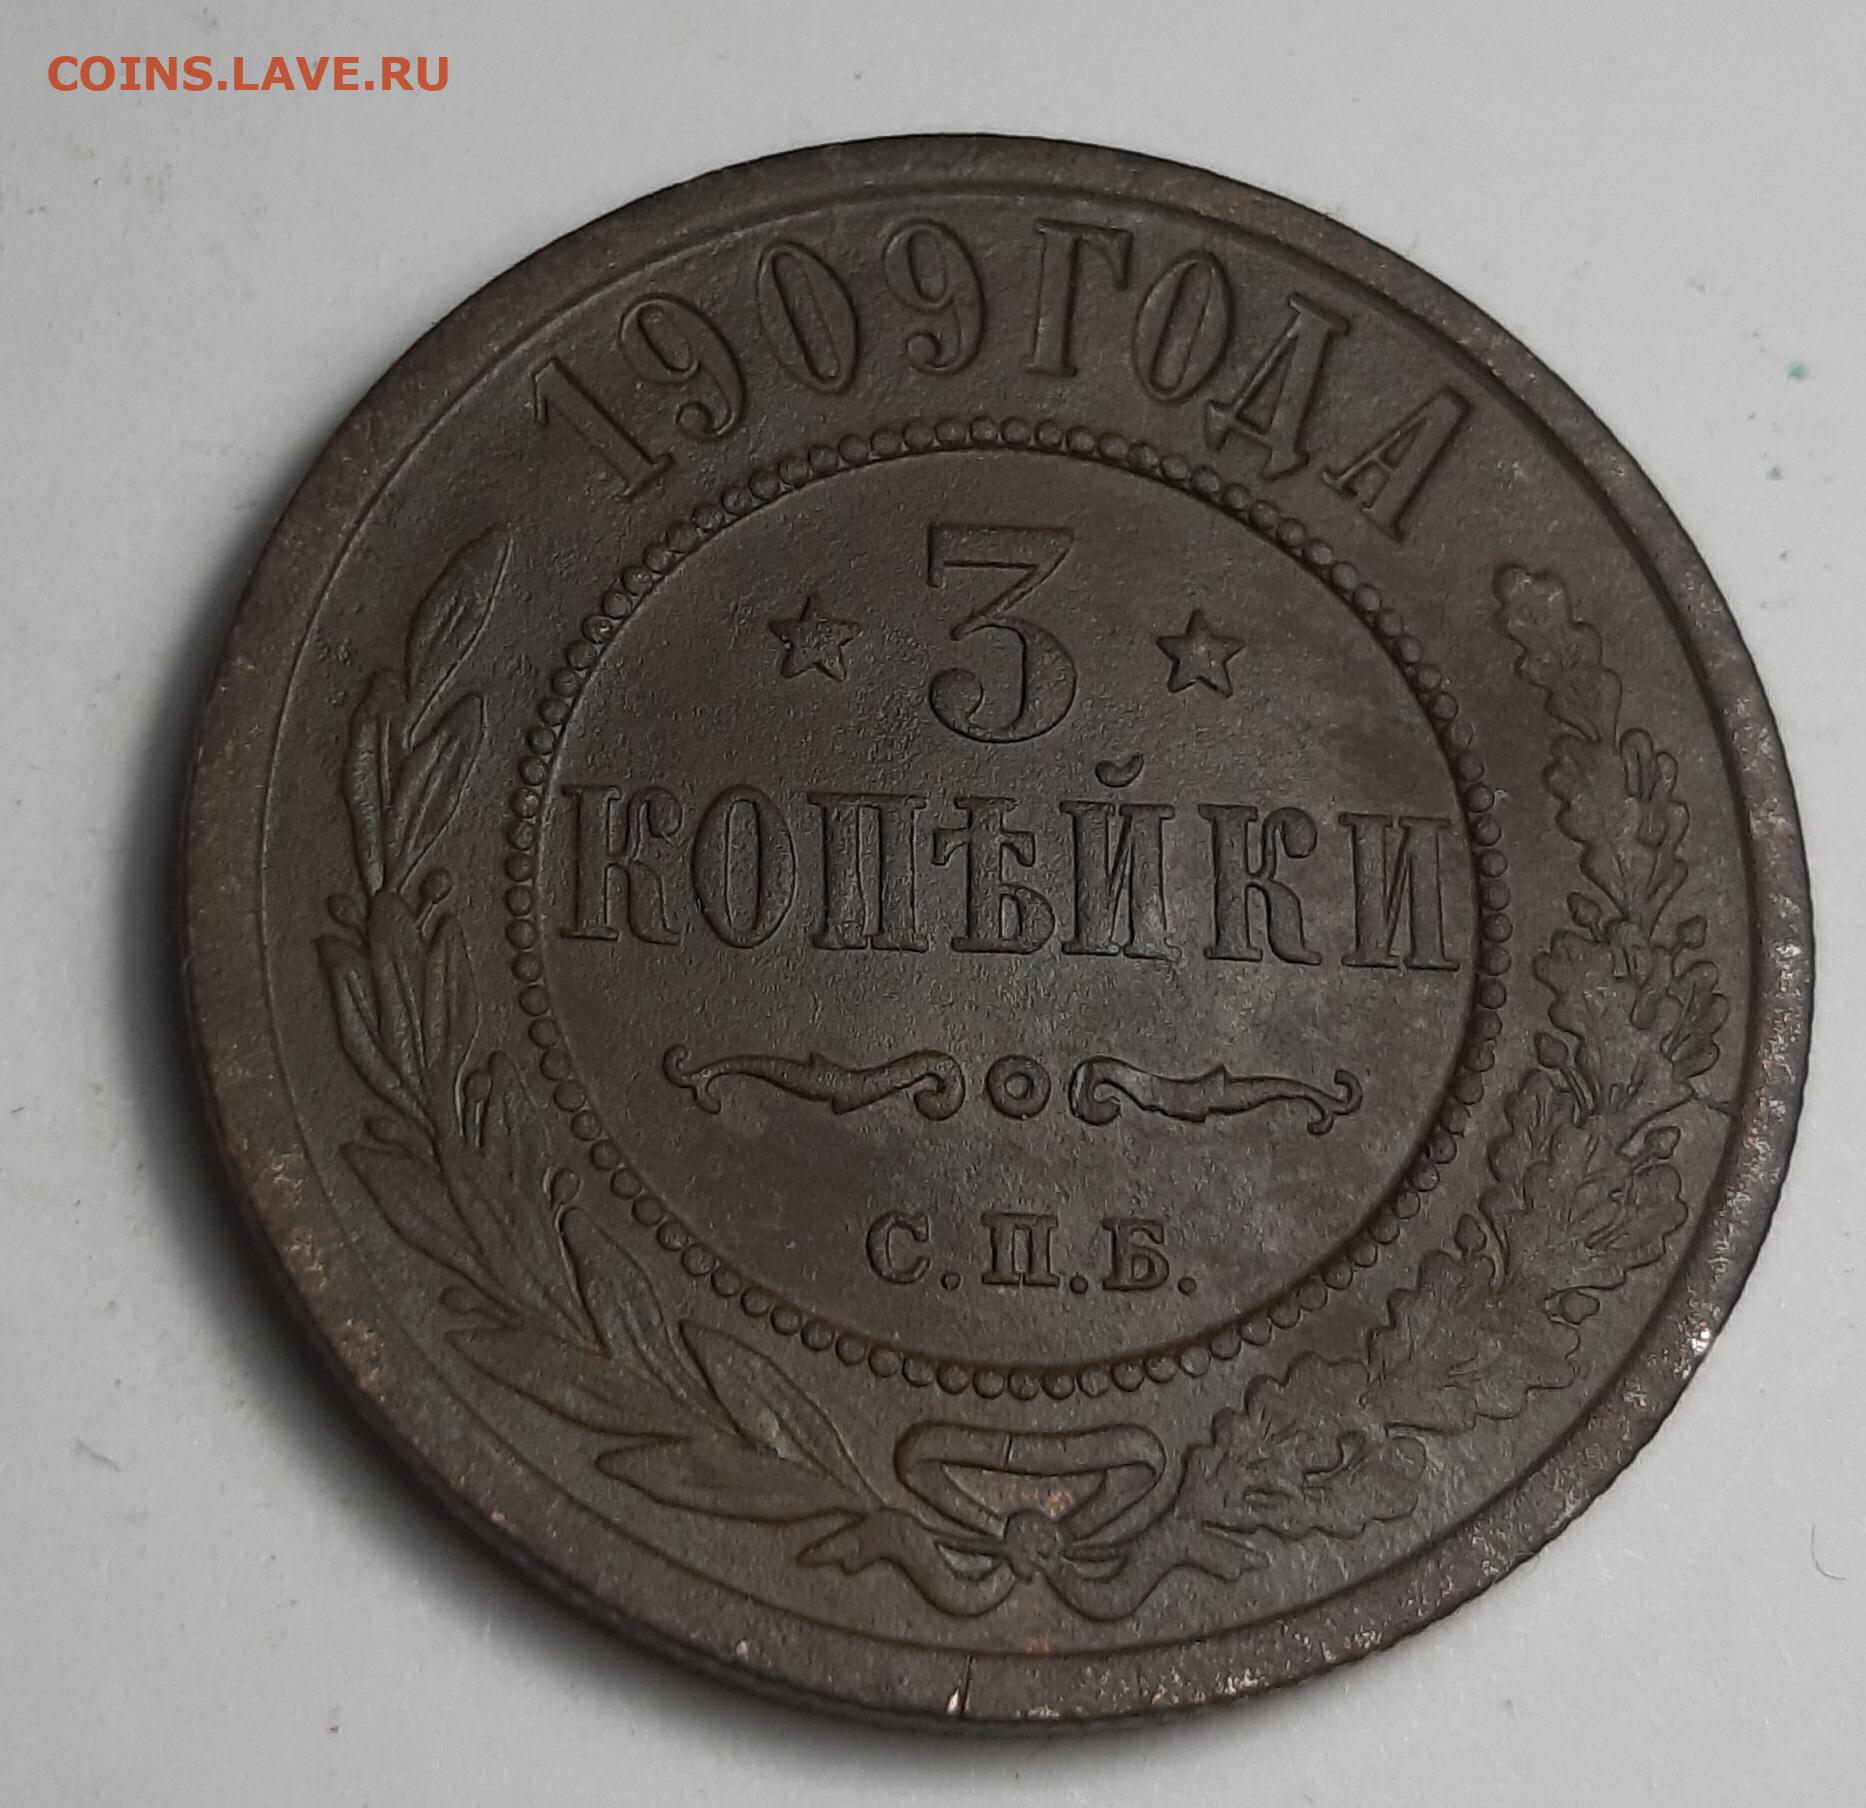 COINS.LAVE.RU
1909 ГОДА
3
КОПѢЙКИ
С.П.Б.